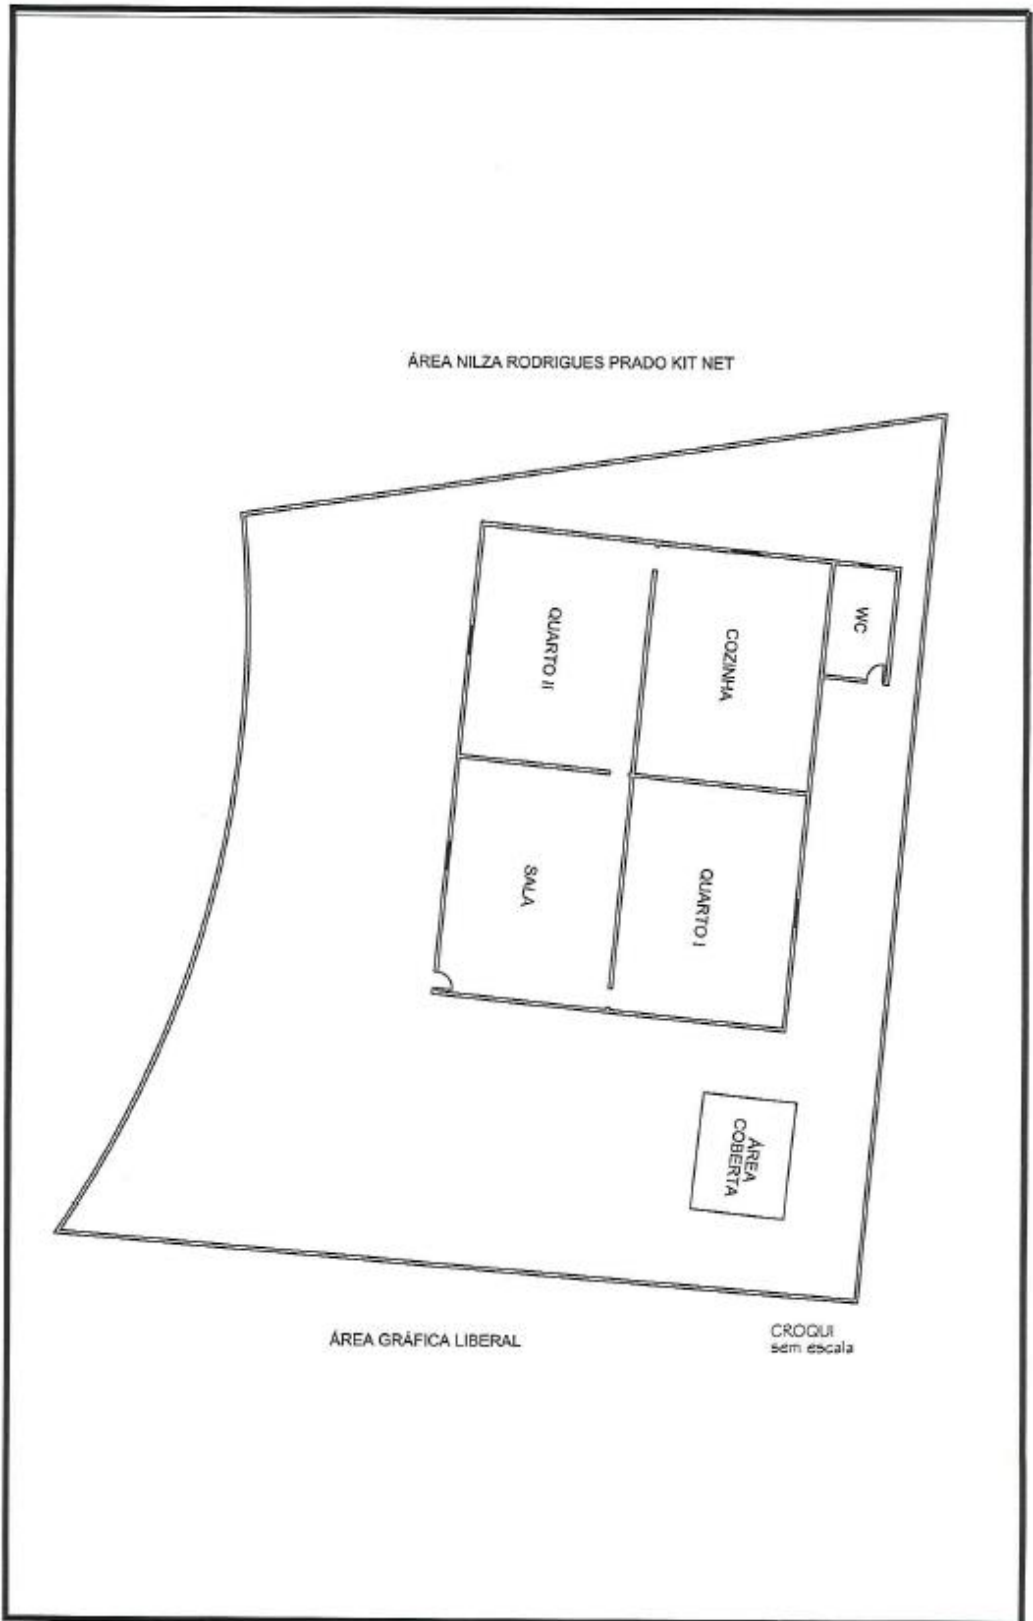 ÁREA NILZA RODRIGUES PRADO KIT NET
QUARTO II
COZINHA
WC
SALA
QUARTO I
ÁREA
COBERTA
ÁREA GRÁFICA LIBERAL
CROQUI
sem escala